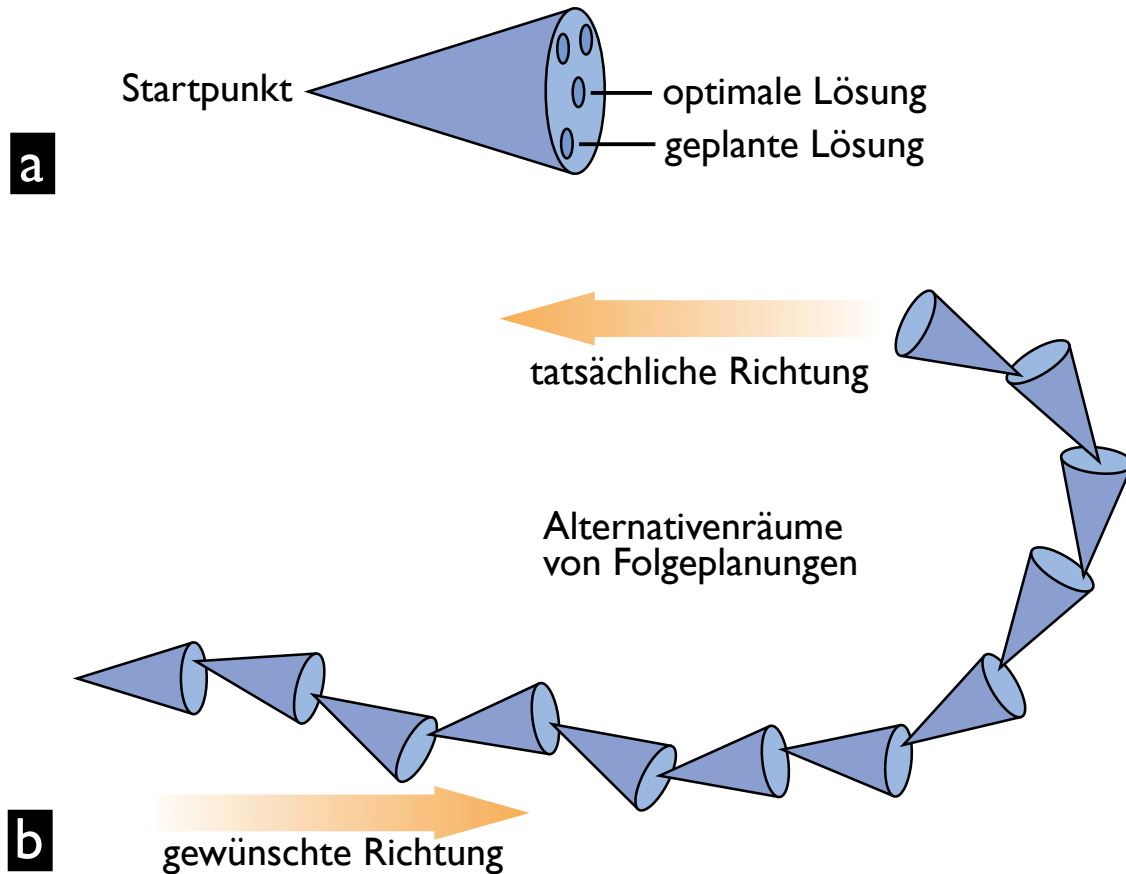 Startpunkt
optimale Lösung
geplante Lösung
a
tatsächliche Richtung
Alternativenräume
von Folgeplanungen
b
gewünschte Richtung